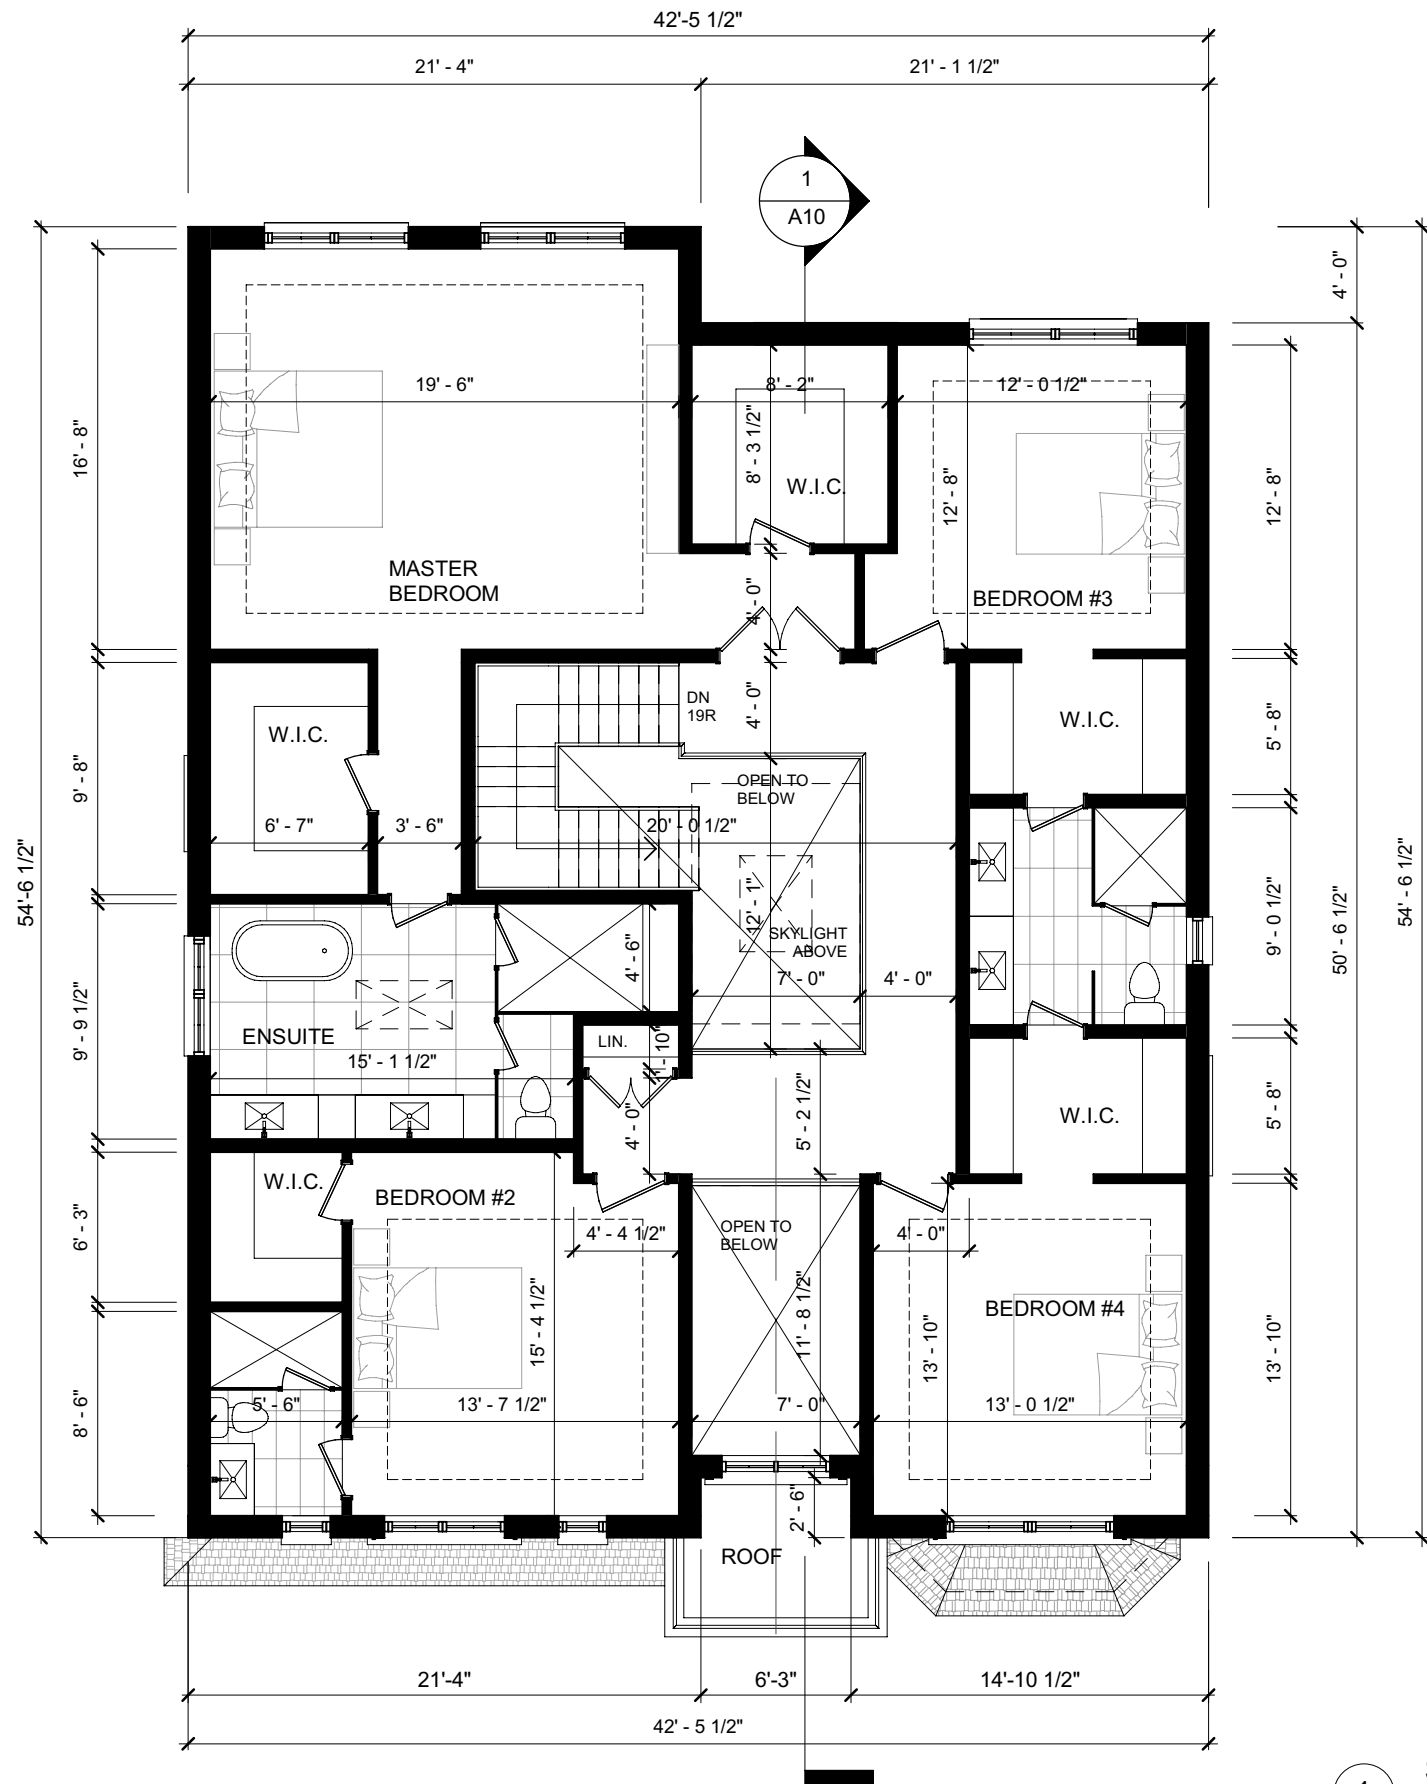 42'-5 1/2"
21' - 4"
21' - 1 1/2"
1
A10
4' - 0"
54'-6 1/2"
16' - 8"
19' - 6"
8' - 2"
12' - 0 1/2"
8' - 3 1/2"
W.I.C.
12' - 8"
12' - 8"
MASTER
BEDROOM
4' - 0"
BEDROOM #3
DN
19R
4' - 0"
W.I.C.
W.I.C.
5' - 8"
9' - 8"
OPEN TO
BELOW
6' - 7"
3' - 6"
20' - 0 1/2"
50' - 6 1/2"
54' - 6 1/2"
12' - 1"
SKYLIGHT
ABOVE
4' - 6"
7' - 0"
4' - 0"
9' - 0 1/2"
9' - 9 1/2"
ENSUITE
15' - 1 1/2"
LIN.
4' - 0"
5' - 2 1/2"
W.I.C.
5' - 8"
6' - 3"
W.I.C.
BEDROOM #2
4' - 4 1/2"
OPEN TO
BELOW
4' - 0"
15' - 4 1/2"
11' - 8 1/2"
BEDROOM #4
13' - 10"
13' - 10"
8' - 6"
5' - 6"
13' - 7 1/2"
7' - 0"
13' - 0 1/2"
2' - 6"
ROOF
21'-4"
6'-3"
14'-10 1/2"
42' - 5 1/2"